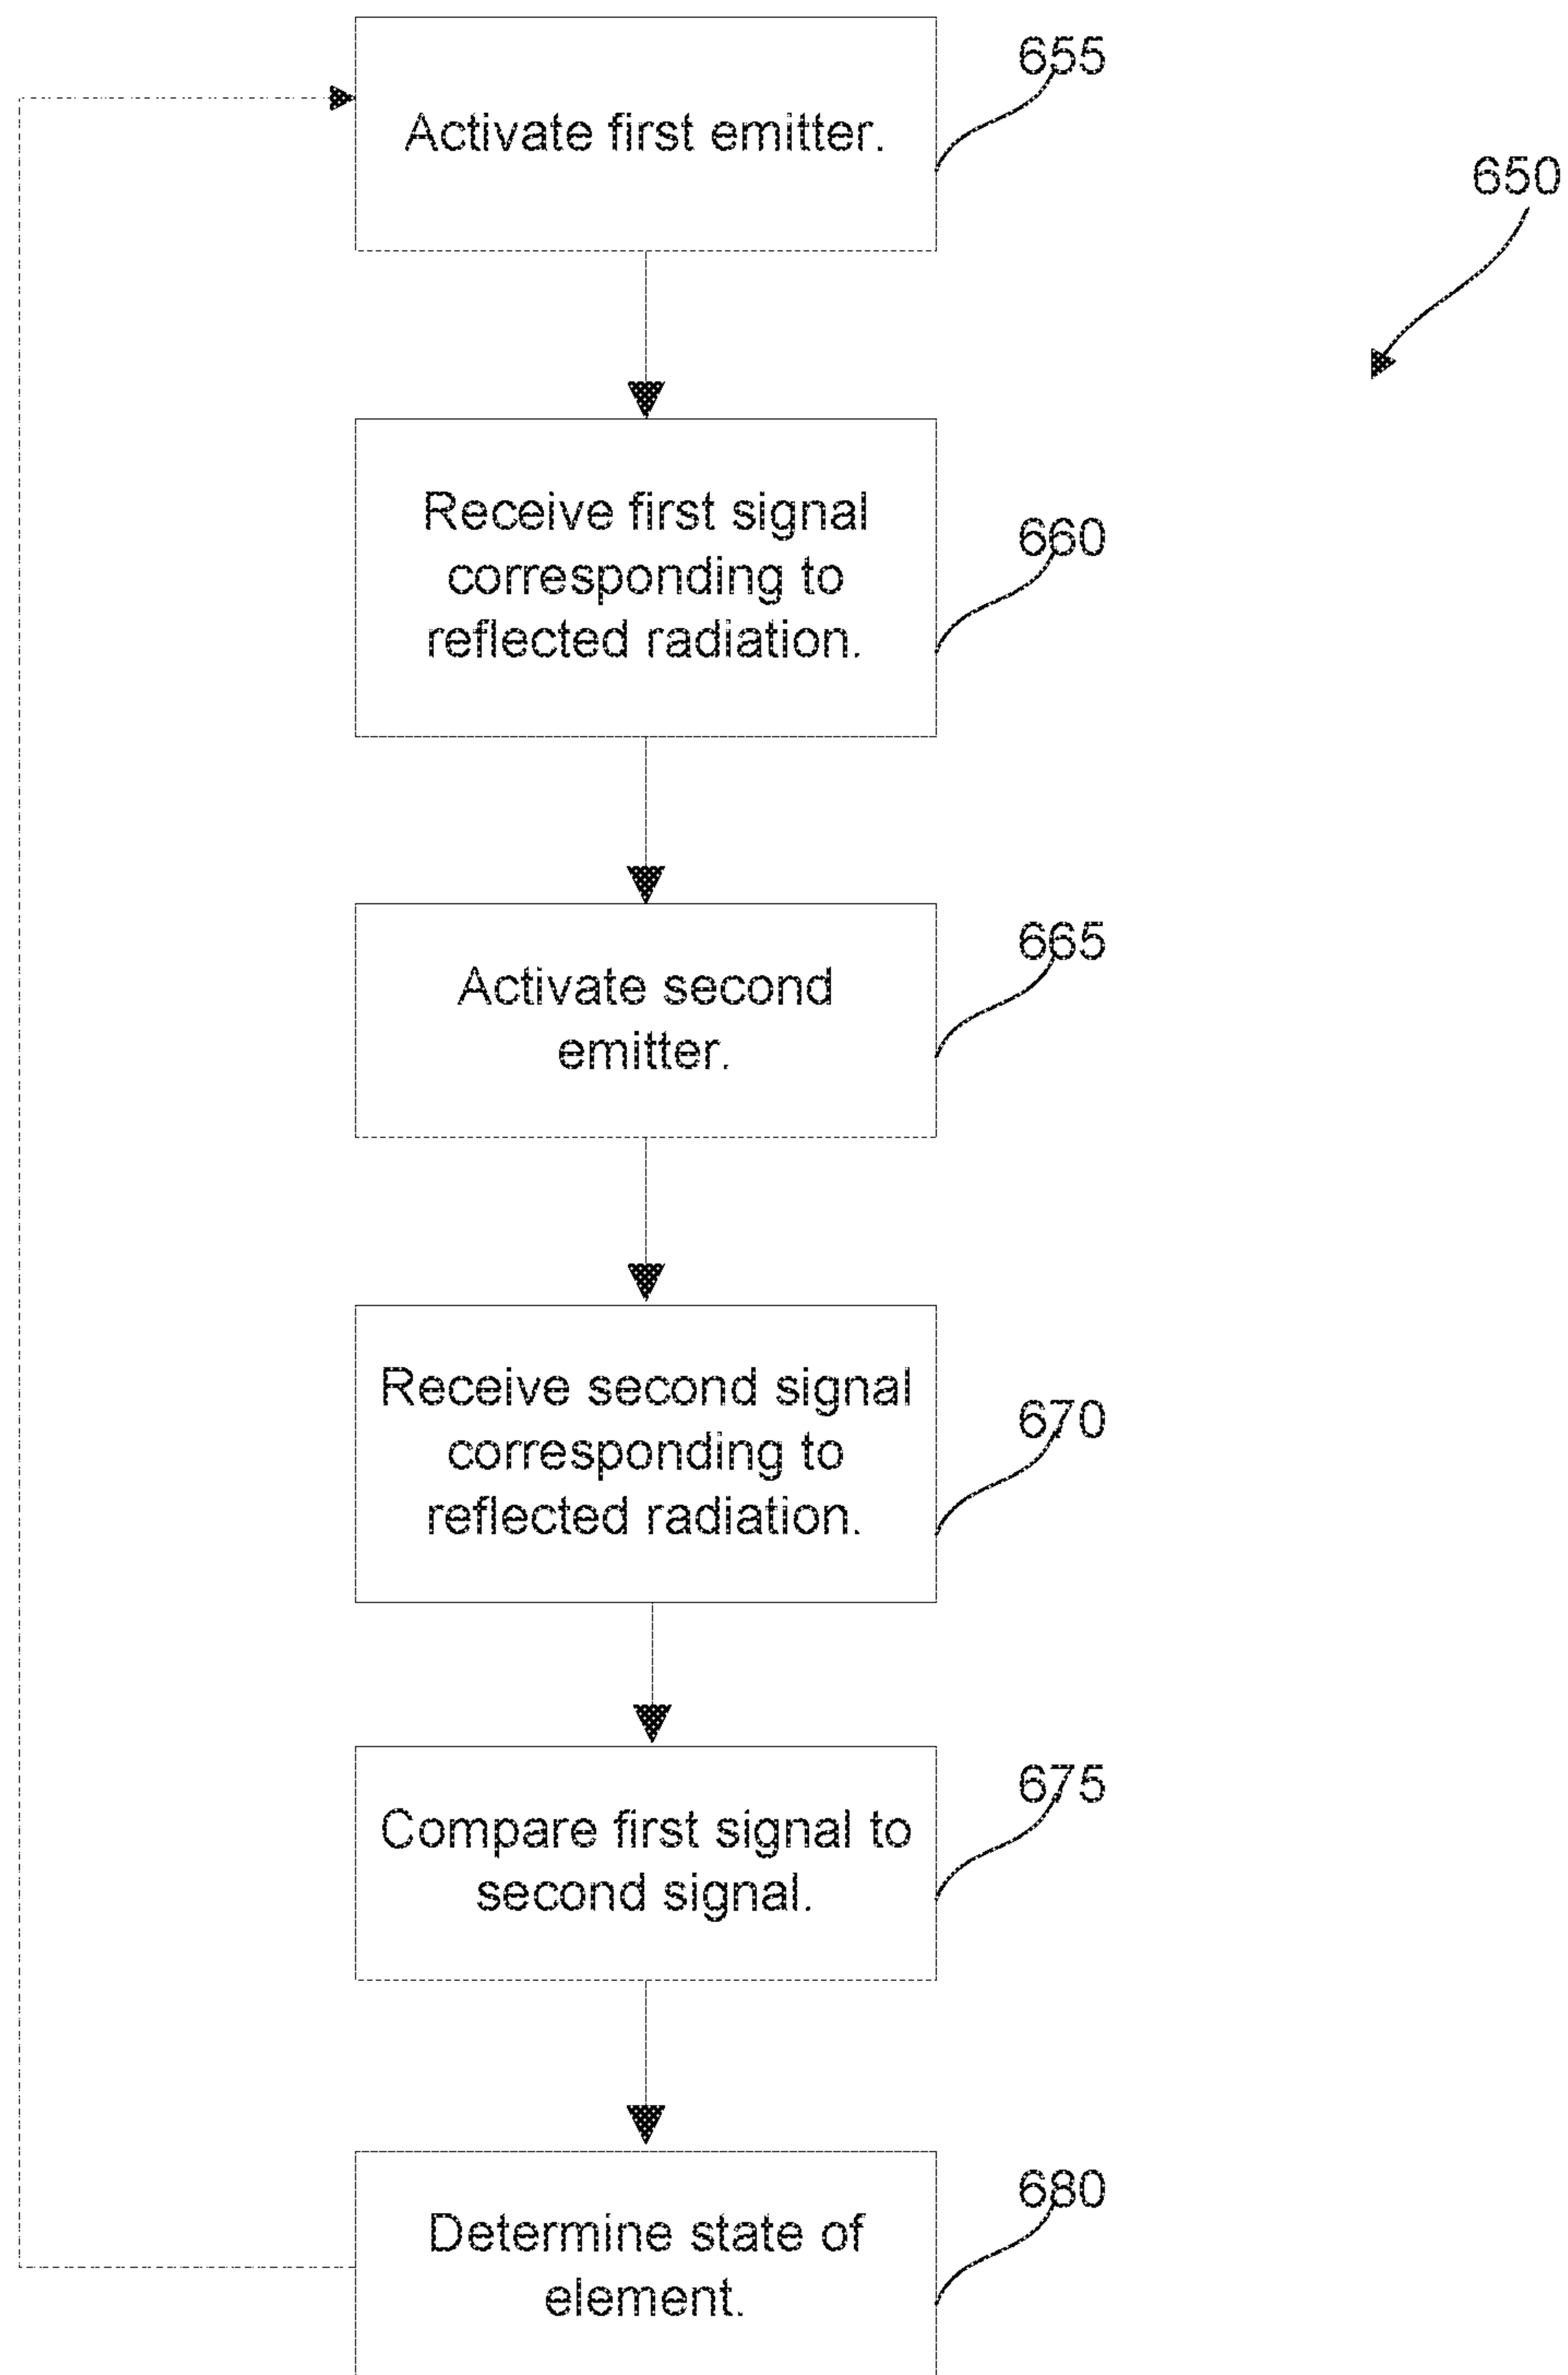 655
Activate first emitter.
650
Receive first signal
corresponding to
reflected radiation.
660
Activate second
emitter.
665
Receive second signal
corresponding to
reflected radiation.
670
Compare first signal to
second signal.
675
Determine state of
element.
680